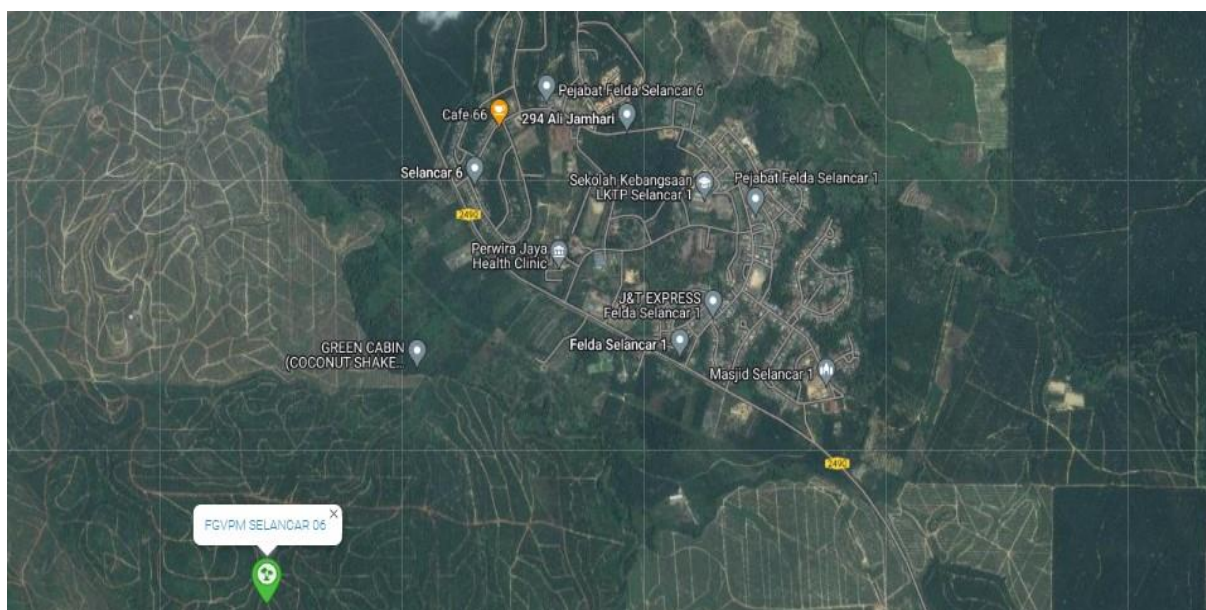 Pejabat Felda Selancar 6
Cafe 66
294 Ali Jamhari
Selancar 6
Sekolah Kebangsaan
LKTP Selancar 1
Pejabat Felda Selancar 1
2490
Perwira Jaya
Health Clinic
J&T EXPRESS
Felda Selancar 1
Felda Selancar 1
GREEN CABIN
(COCONUT SHAKE...
Masjid Selancar 1
2490
FGVPM SELANCAR 06